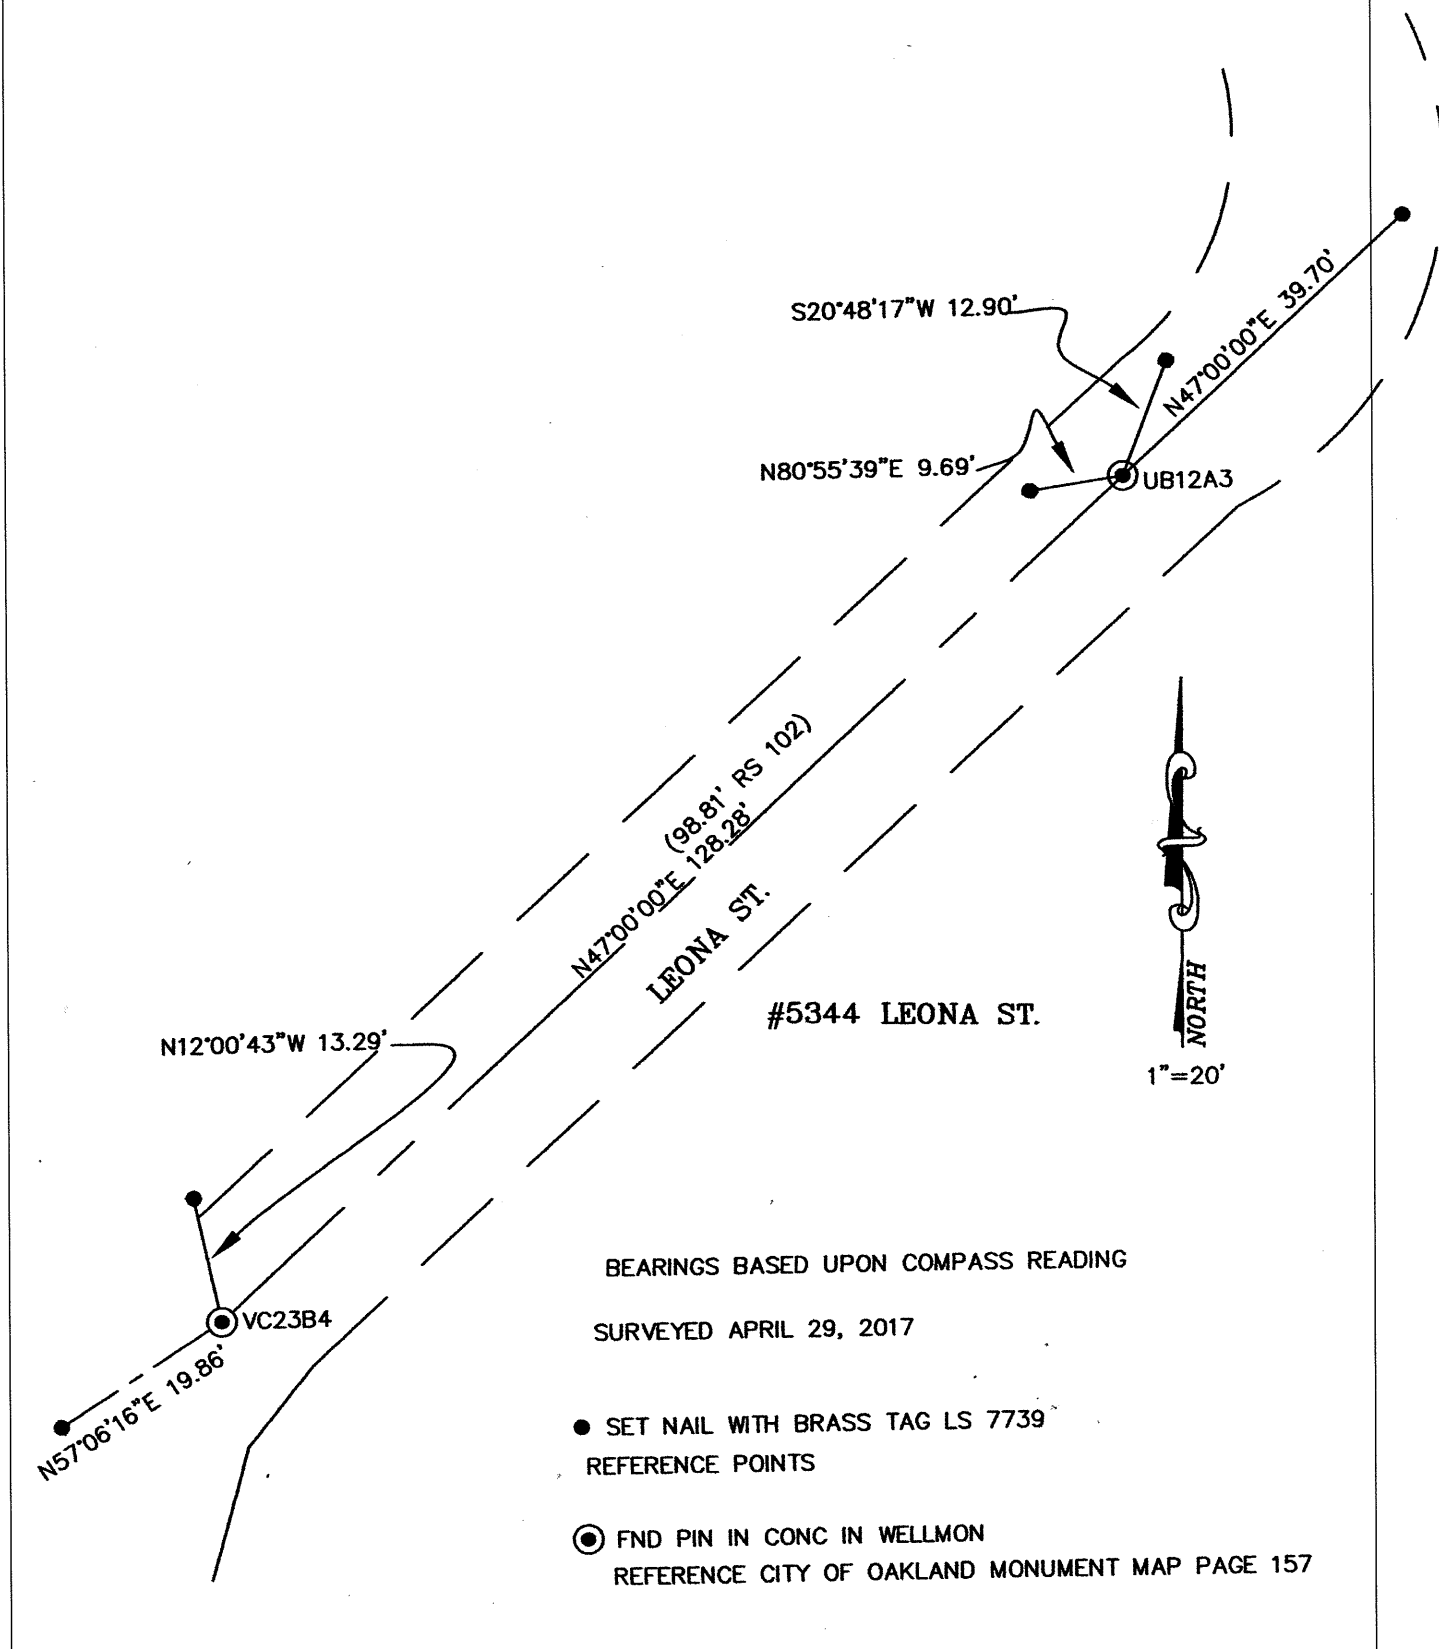 S20°48'17"W 12.90'
N47°00'00"E 39.70'
N80°55'39"E 9.69'
UB12A3
(98.81' RS 102)
N47°00'00"E 128.28'
LEONA ST.
#5344 LEONA ST.
NORTH
1"=20'
N12°00'43"W 13.29'
VC23B4
N57°06'16"E 19.86'
BEARINGS BASED UPON COMPASS READING
SURVEYED APRIL 29, 2017
SET NAIL WITH BRASS TAG LS 7739
REFERENCE POINTS
FND PIN IN CONC IN WELLMON
REFERENCE CITY OF OAKLAND MONUMENT MAP PAGE 157